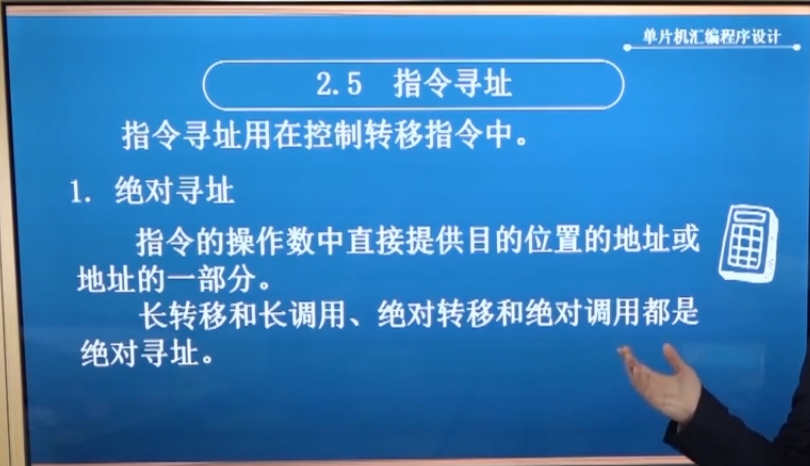 单片机汇编程序设计
2.5 指令寻址
指令寻址用在控制转移指令中。
1. 绝对寻址
指令的操作数中直接提供目的位置的地址或
地址的一部分。
长转移和长调用、绝对转移和绝对调用都是
绝对寻址。